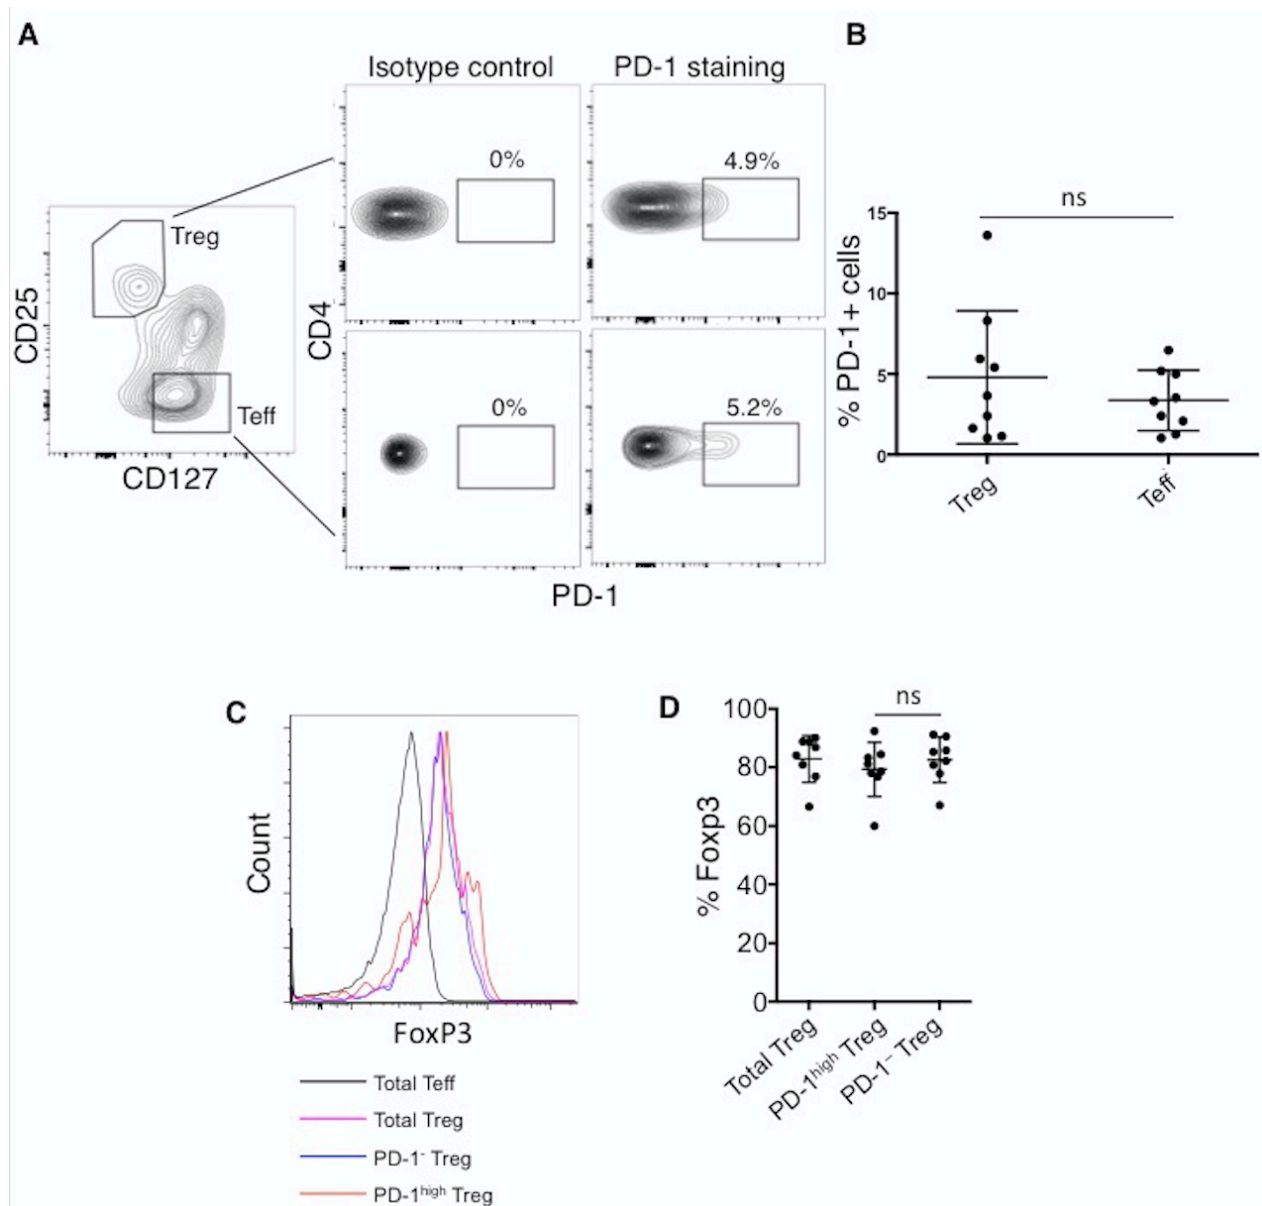 A
Isotype control
PD-1 staining
0%
4.9%
Treg
CD25
CD4
Teff
0%
5.2%
CD127
PD-1
B
ns
15
10
5
0
% PD-1+ cells
Treg
Teff
C
Count
FoxP3
Total Teff
Total Treg
PD-1⁻ Treg
PD-1ʰⁱᵍʰ Treg
D
ns
100
80
60
40
20
0
% Foxp3
Total Treg
PD-1ʰⁱᵍʰ Treg
PD-1⁻ Treg